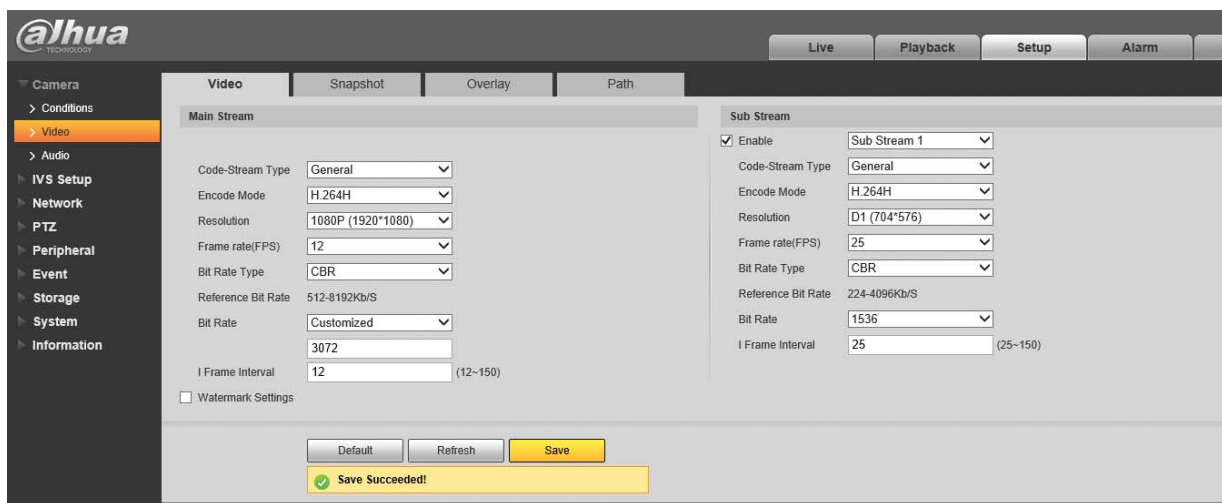 alhua
TECHNOLOGY
Live Playback Setup Alarm
Camera
Conditions
Video
Audio
IVS Setup
Network
PTZ
Peripheral
Event
Storage
System
Information
Video Snapshot Overlay Path
Main Stream
Code-Stream Type General
Encode Mode H.264H
Resolution 1080P (1920*1080)
Frame rate(FPS) 12
Bit Rate Type CBR
Reference Bit Rate 512-8192Kb/S
Bit Rate Customized
3072
I Frame Interval 12 (12~150)
Watermark Settings
Sub Stream
Enable Sub Stream 1
Code-Stream Type General
Encode Mode H.264H
Resolution D1 (704*576)
Frame rate(FPS) 25
Bit Rate Type CBR
Reference Bit Rate 224-4096Kb/S
Bit Rate 1536
I Frame Interval 25 (25~150)
Default Refresh Save
Save Succeeded!